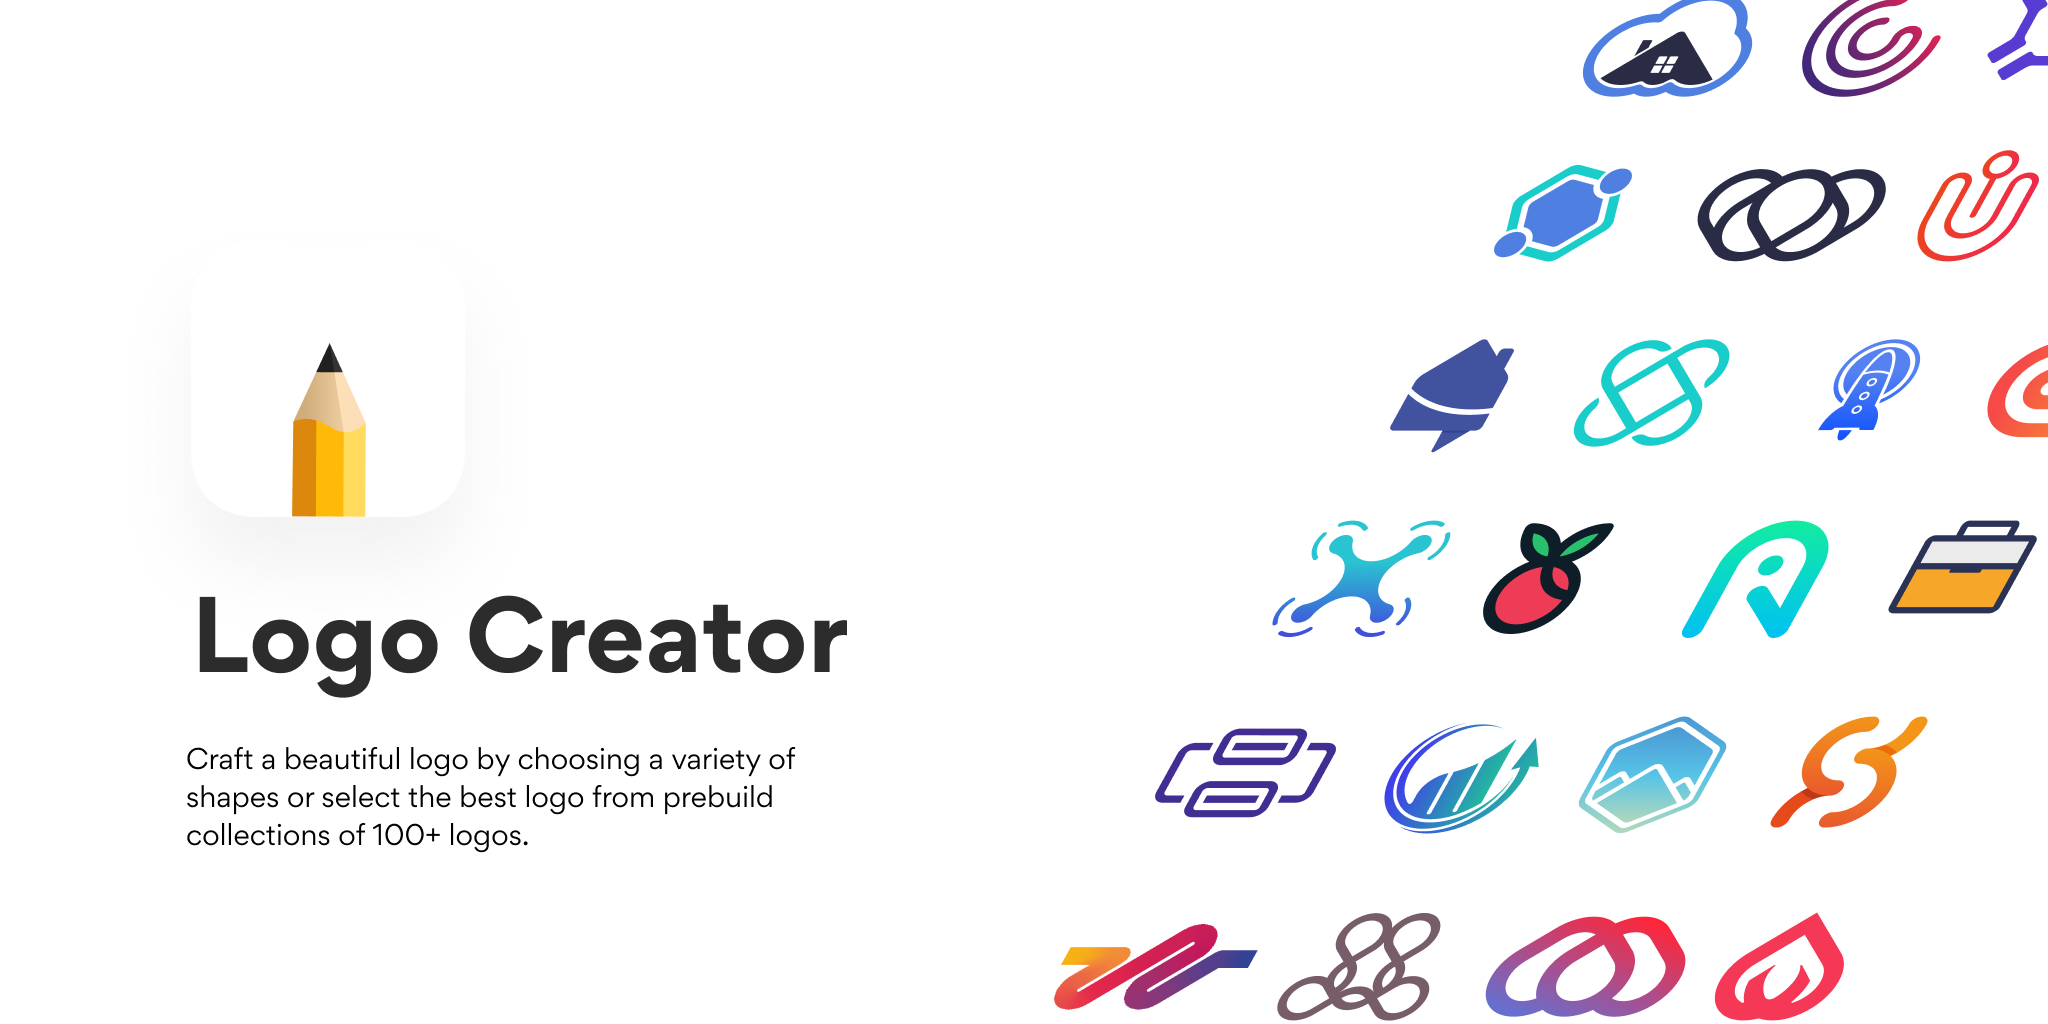 Logo Creator
Craft a beautiful logo by choosing a variety of
shapes or select the best logo from prebuild
collections of 100+ logos.